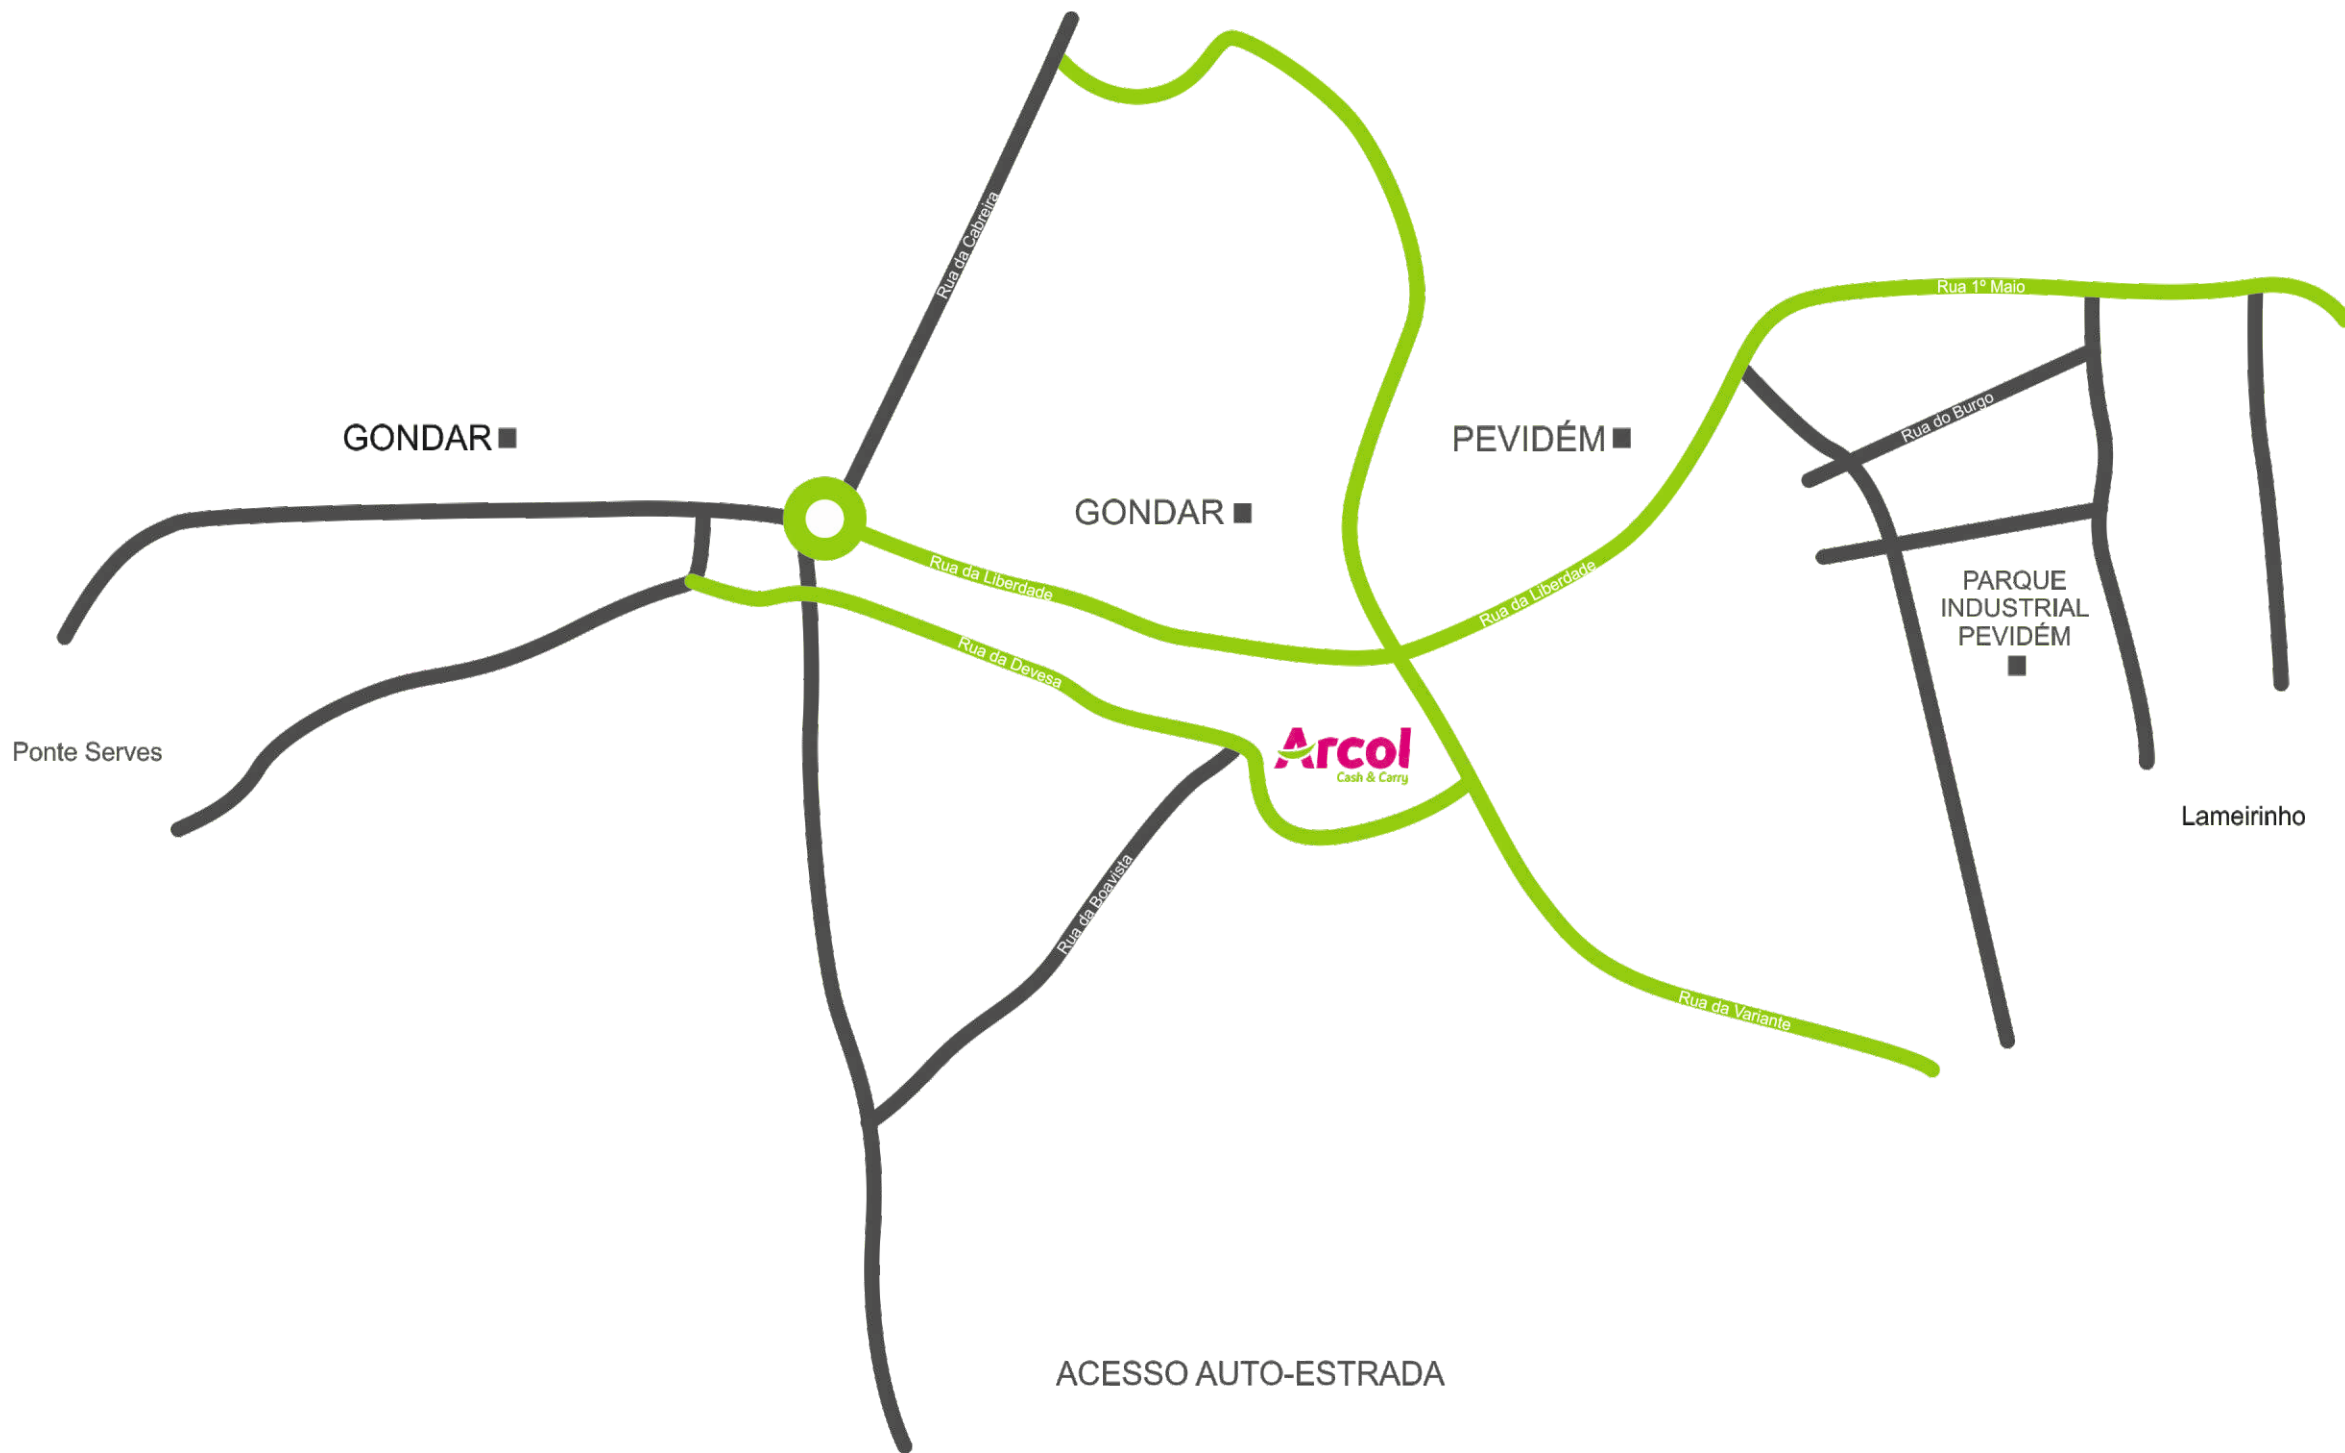 Rua da Cabreira
Rua 1º Maio
Rua do Burgo
GONDAR
PEVIDÉM
GONDAR
Rua da Liberdade
Rua da Liberdade
PARQUE
INDUSTRIAL
PEVIDÉM
Rua da Devesa
Ponte Serves
Arcol
Cash & Carry
Lameirinho
Rua da Boavista
Rua da Variante
ACESSO AUTO-ESTRADA